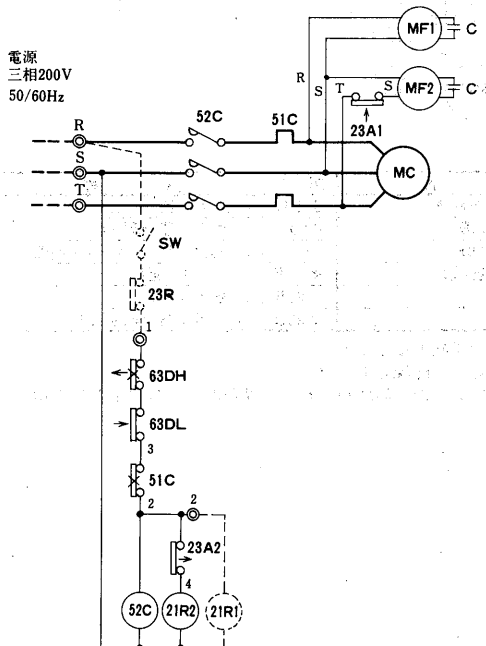 電源
三相200V
50/60Hz
MF1
C
MF2
C
R
S
T
S
23A1
52C
51C
R
S
T
MC
SW
23R
1
63DH
63DL
3
51C
2
2
23A2
4
52C
21R2
21R1